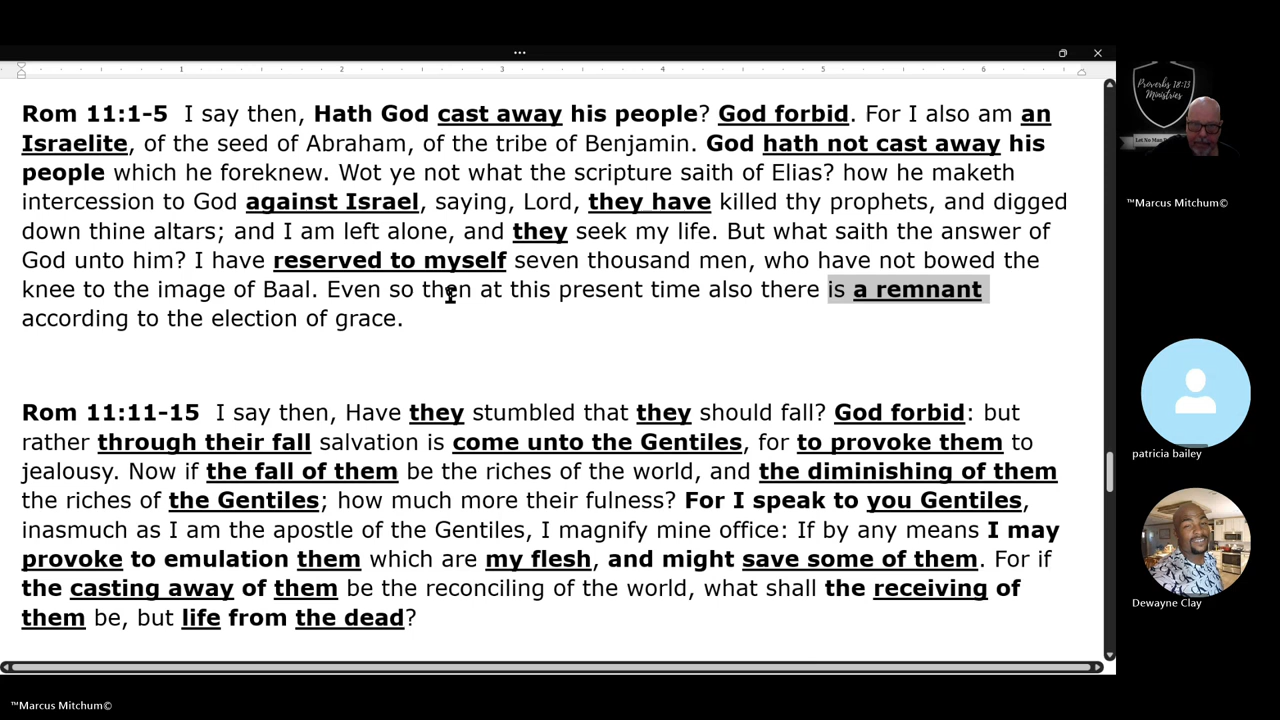 Rom 11:1-5 I say then, Hath God cast away his people? God forbid. For I also am an
Israelite, of the seed of Abraham, of the tribe of Benjamin. God hath not cast away his
people which he foreknew. Wot ye not what the scripture saith of Elias? how he maketh
intercession to God against Israel, saying, Lord, they have killed thy prophets, and digged
down thine altars; and I am left alone, and they seek my life. But what saith the answer of
God unto him? I have reserved to myself seven thousand men, who have not bowed the
knee to the image of Baal. Even so then at this present time also there is a remnant
according to the election of grace.
Rom 11:11-15 I say then, Have they stumbled that they should fall? God forbid: but
rather through their fall salvation is come unto the Gentiles, for to provoke them to
jealousy. Now if the fall of them be the riches of the world, and the diminishing of them
the riches of the Gentiles; how much more their fulness? For I speak to you Gentiles,
inasmuch as I am the apostle of the Gentiles, I magnify mine office: If by any means I may
provoke to emulation them which are my flesh, and might save some of them. For if
the casting away of them be the reconciling of the world, what shall the receiving of
them be, but life from the dead?
1 2 3 4 5 6
Proverbs 18:13
Ministries
Let No Man
™Marcus Mitchum©
patricia bailey
Dewayne Clay
™Marcus Mitchum©